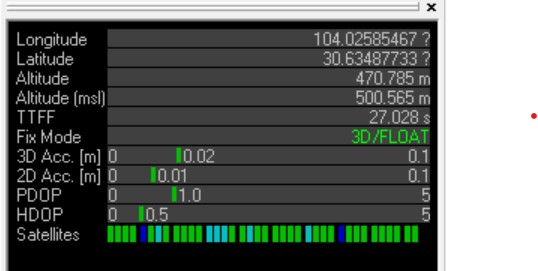 Longitude 104.02585467 ?
Latitude 30.63487733 ?
Altitude 470.785 m
Altitude (msl) 500.565 m
TTFF 27.028 s
Fix Mode 3D/FLOAT
3D Acc. [m] 0 0.02 0.1
2D Acc. [m] 0 0.01 0.1
PDOP 0 1.0 5
HDOP 0 0.5 5
Satellites